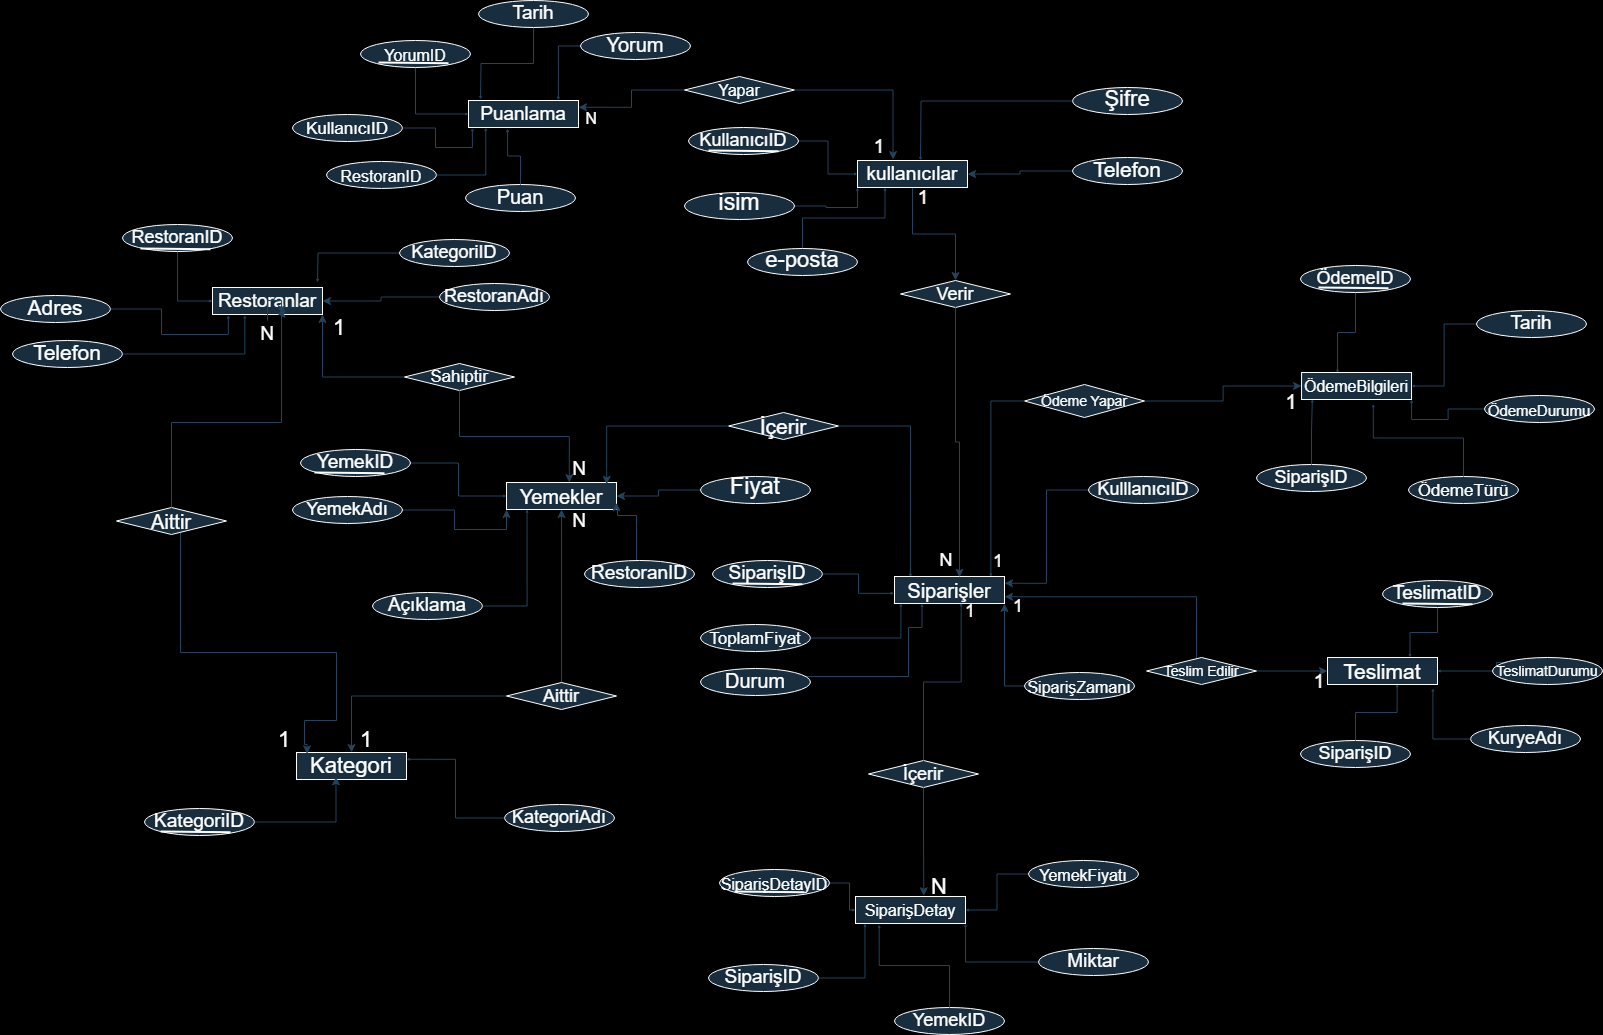 Tarih
YorumID
Yorum
Puanlama
N
KullanıcıID
RestoranID
Puan
Yapar
1
Şifre
KullanıcıID
kullanıcılar
1
Telefon
isim
e-posta
Verir
RestoranID
KategoriID
Restoranlar
RestoranAdı
Adres
N
1
Telefon
Sahiptir
ÖdemeID
Tarih
ÖdemeBilgileri
1
ÖdemeDurumu
Ödeme Yapar
SiparişID
ÖdemeTürü
İçerir
YemekID
N
Yemekler
N
YemekAdı
Fiyat
RestoranID
Açıklama
Aittir
KulllanıcıID
N
1
SiparişID
Siparişler
1
1
ToplamFiyat
Durum
SiparişZamanı
TeslimatID
Teslim Edilir
1
Teslimat
TeslimatDurumu
SiparişID
KuryeAdı
Aittir
1
1
Kategori
KategoriID
KategoriAdı
İçerir
SiparişDetayID
N
YemekFiyatı
SiparişDetay
SiparişID
Miktar
YemekID